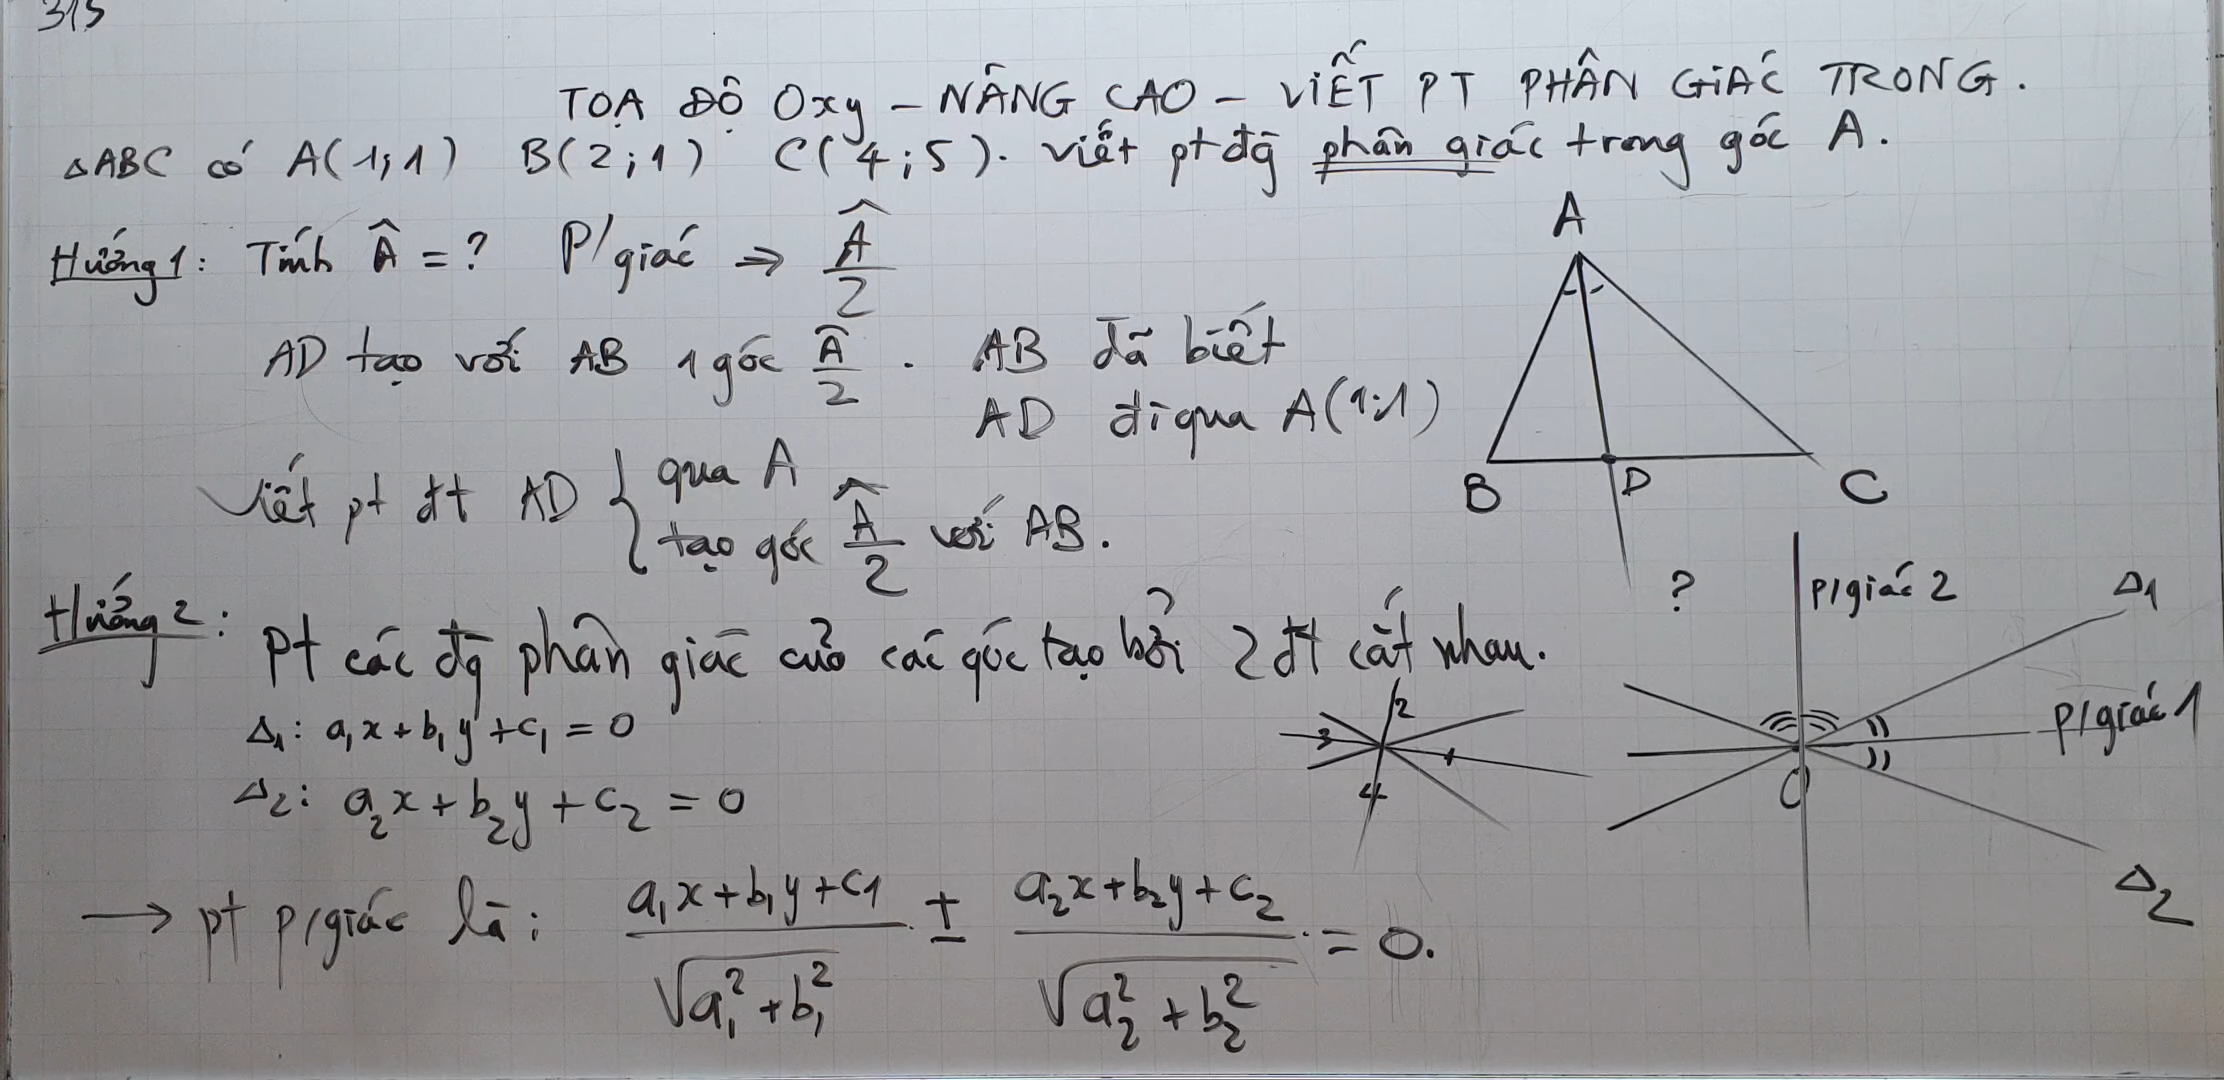 315
TỌA ĐỘ Oxy – NÂNG CAO – VIẾT PT PHÂN GIÁC TRONG.
△ABC có A(1;1) B(2;1) C(4;5). Viết pt đg phân giác trong góc A.
Hướng 1: Tính Â = ? P/giác ⇒ Â/2
AD tạo với AB 1 góc Â/2 . AB đã biết
AD đi qua A(1;1)
Viết pt đt AD { qua A
tạo góc Â/2 với AB.
A
B D C
Hướng 2: Pt các đg phân giác của các góc tạo bởi 2 đt cắt nhau.
Δ₁: a₁x + b₁y + c₁ = 0
Δ₂: a₂x + b₂y + c₂ = 0
1 2 3 4
? p/giác 2 Δ₁
p/giác 1
O
Δ₂
→ pt p/giác là: (a₁x + b₁y + c₁)/√(a₁² + b₁²) ± (a₂x + b₂y + c₂)/√(a₂² + b₂²) = 0.